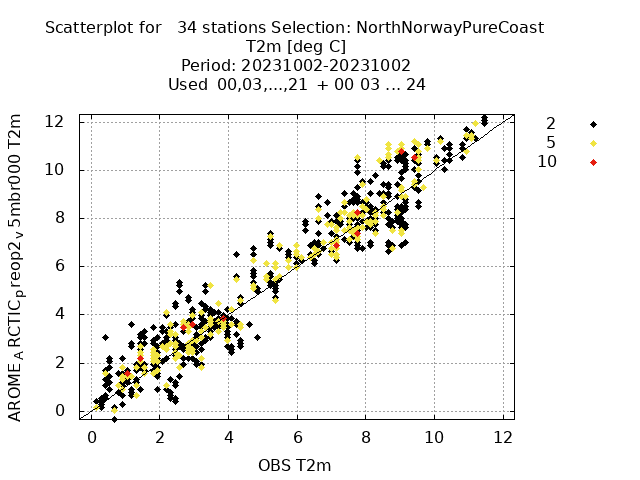 Scatterplot for 34 stations Selection: NorthNorwayPureCoast
T2m [deg C]
Period: 20231002-20231002
Used 00,03,...,21 + 00 03 ... 24
2
5
10
AROME_ARCTIC_preop2_v5mbr000 T2m
12
10
8
6
4
2
0
0 2 4 6 8 10 12
OBS T2m